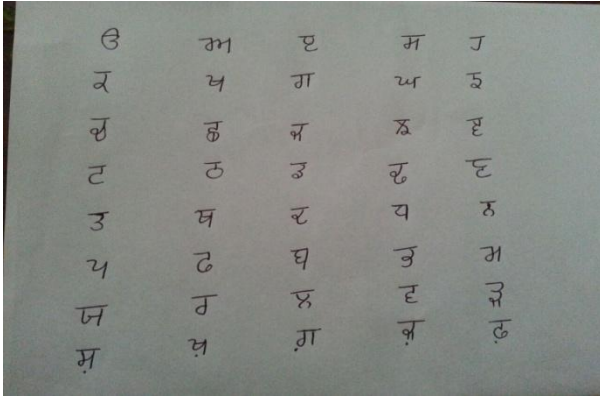 ੳ ਅ ੲ ਸ ਹ
ਕ ਖ ਗ ਘ ਙ
ਚ ਛ ਜ ਝ ਞ
ਟ ਠ ਡ ਢ ਣ
ਤ ਥ ਦ ਧ ਨ
ਪ ਫ ਬ ਭ ਮ
ਯ ਰ ਲ ਵ ੜ
ਸ਼ ਖ਼ ਗ਼ ਜ਼ ਫ਼